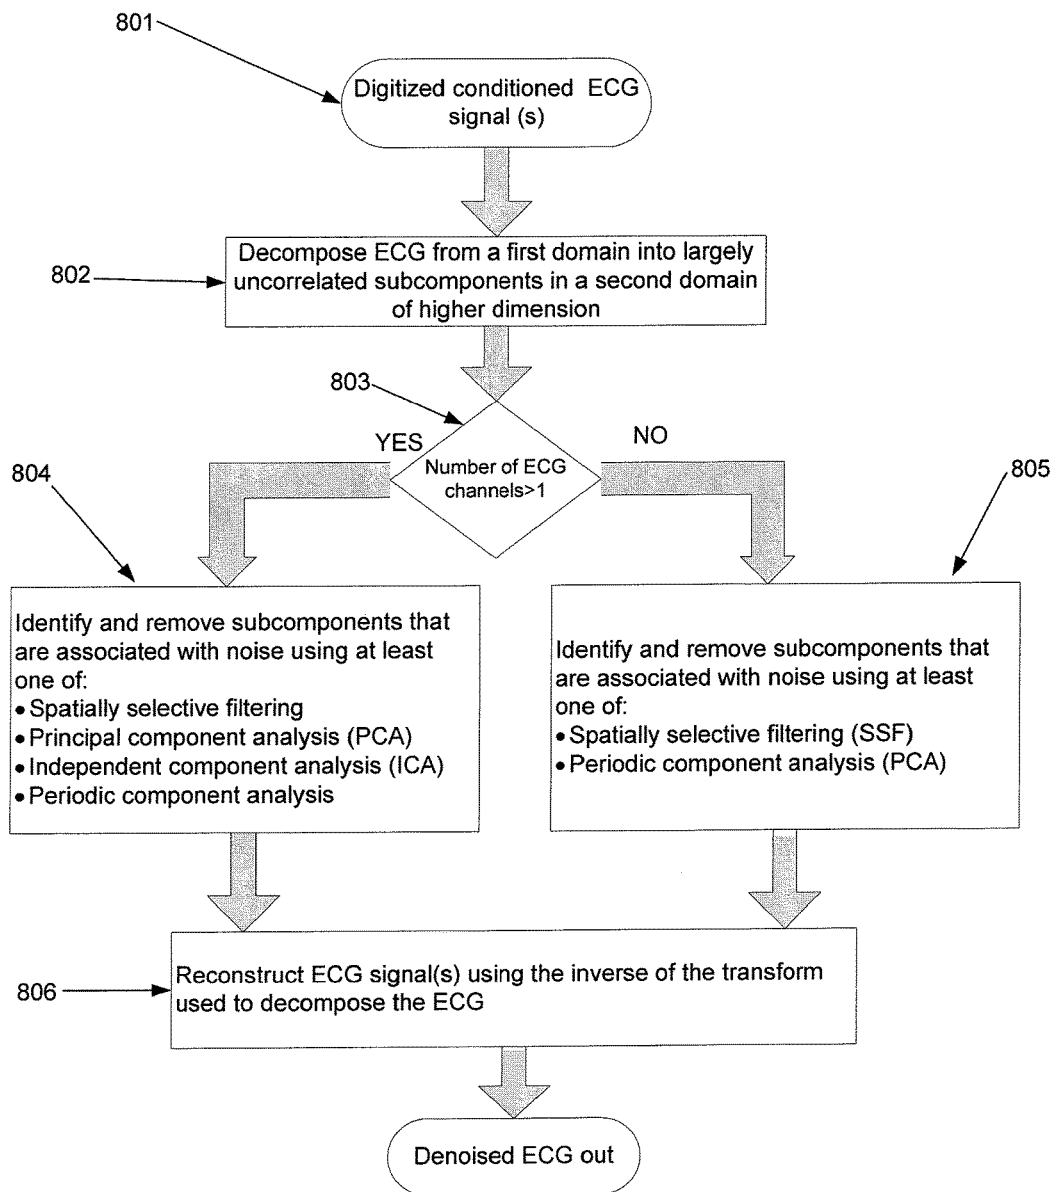 801
Digitized conditioned ECG
signal (s)
802
Decompose ECG from a first domain into largely
uncorrelated subcomponents in a second domain
of higher dimension
803
YES
NO
Number of ECG
channels>1
804
805
Identify and remove subcomponents that
are associated with noise using at least
one of:
• Spatially selective filtering
• Principal component analysis (PCA)
• Independent component analysis (ICA)
• Periodic component analysis
Identify and remove subcomponents that
are associated with noise using at least
one of:
• Spatially selective filtering (SSF)
• Periodic component analysis (PCA)
806
Reconstruct ECG signal(s) using the inverse of the transform
used to decompose the ECG
Denoised ECG out